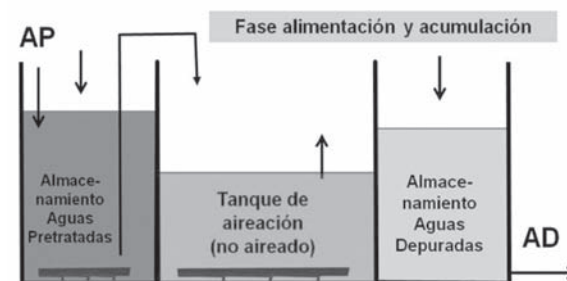 Fase alimentación y acumulación
AP
Almace-
namiento
Aguas
Pretratadas
Tanque de
aireación
(no aireado)
Almace-
namiento
Aguas
Depuradas
AD